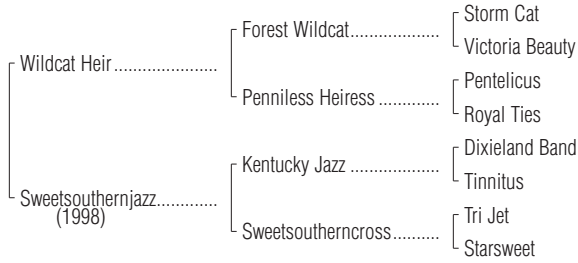 Storm Cat
Forest Wildcat..................
Victoria Beauty
Wildcat Heir.....................
Pentelicus
Penniless Heiress ............
Royal Ties
Dixieland Band
Kentucky Jazz ..................
Tinnitus
Sweetsouthernjazz............
(1998)
Tri Jet
Sweetsoutherncross.........
Starsweet